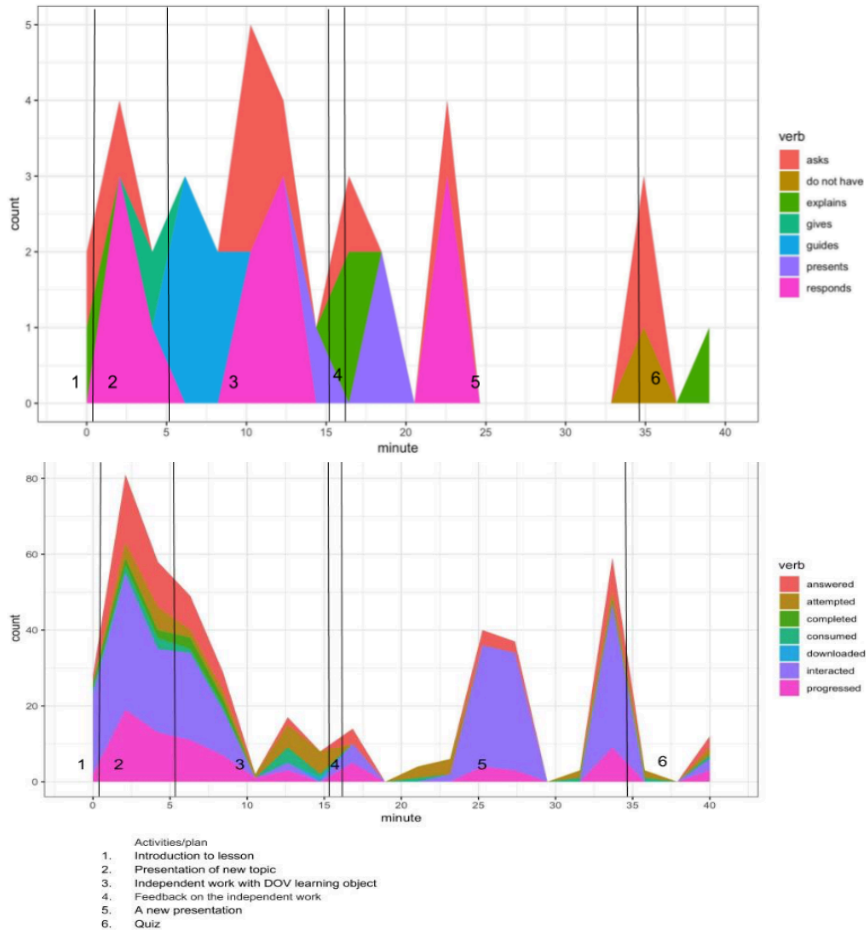 5
4
3
2
1
0
count
1
2
3
4
5
6
0
5
10
15
20
25
30
35
40
minute
verb
asks
do not have
explains
gives
guides
presents
responds
80
60
40
20
0
count
1
2
3
4
5
6
0
5
10
15
20
25
30
35
40
minute
verb
answered
attempted
completed
consumed
downloaded
interacted
progressed
Activities/plan
1. Introduction to lesson
2. Presentation of new topic
3. Independent work with DOV learning object
4. Feedback on the independent work
5. A new presentation
6. Quiz